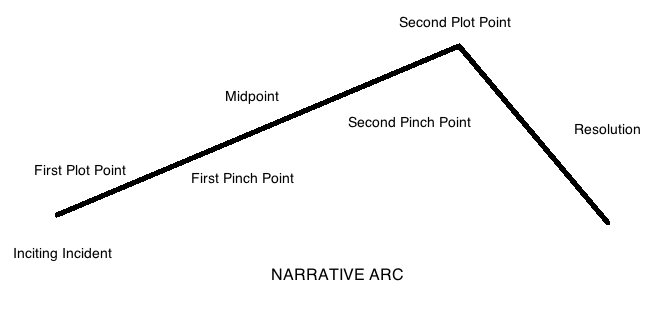 Second Plot Point
Midpoint
Second Pinch Point
Resolution
First Plot Point
First Pinch Point
Inciting Incident
NARRATIVE ARC